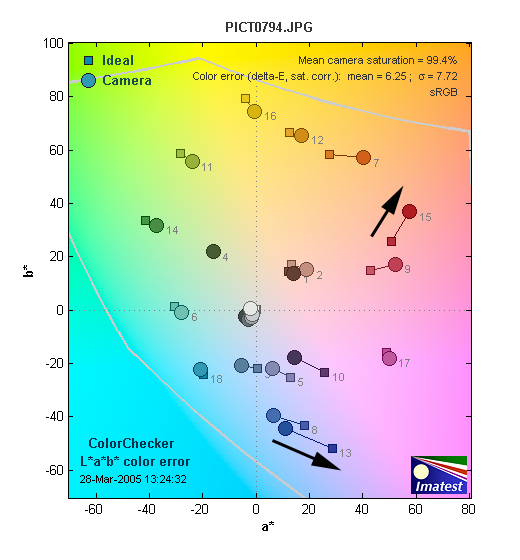 PICT0794.JPG
Ideal
Camera
Mean camera saturation = 99.4%
Color error (delta-E, sat. corr.): mean = 6.25 ; σ = 7.72
sRGB
100
80
60
40
20
0
-20
-40
-60
b*
16
12
7
11
15
14
4
9
1
2
6
3
5
10
17
18
8
13
ColorChecker
L*a*b* color error
28-Mar-2005 13:24:32
Imatest
-60 -40 -20 0 20 40 60 80
a*